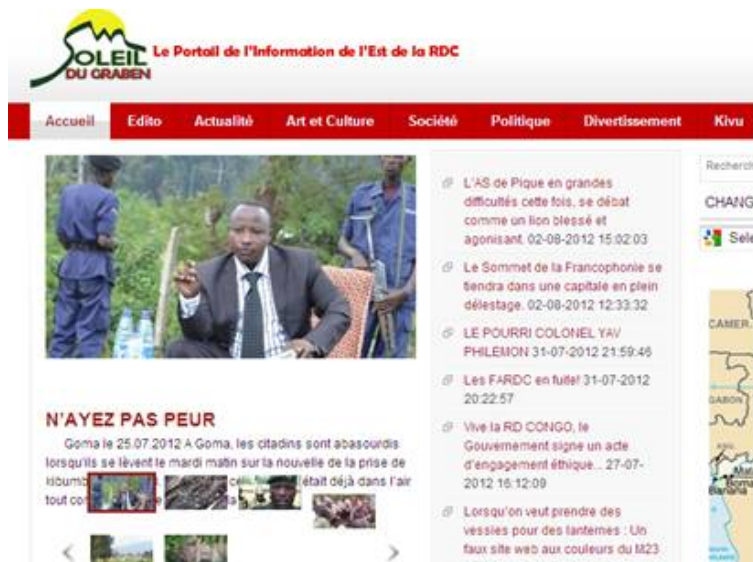 SOLEIL
DU GRABEN
Le Portail de l'Information de l'Est de la RDC
Accueil Edito Actualité Art et Culture Société Politique Divertissement Kivu
N'AYEZ PAS PEUR
Goma le 25.07.2012 A Goma, les citadins sont abasourdis
lorsqu'ils se lèvent le mardi matin sur la nouvelle de la prise de
kibumb
était déjà dans l'air
tout
L'AS de Pique en grandes
difficultés cette fois, se débat
comme un lion blessé et
agonisant. 02-08-2012 15:02:03
Le Sommet de la Francophonie se
tiendra dans une capitale en plein
délestage. 02-08-2012 12:33:32
LE POURRI COLONEL YAV
PHILEMON 31-07-2012 21:59:46
Les FARDC en fuite! 31-07-2012
20:22:57
Vive la RD CONGO, le
Gouvernement signe un acte
d'engagement éthique... 27-07-
2012 16:12:09
Lorsqu'on veut prendre des
vessies pour des lanternes : Un
faux site web aux couleurs du M23
Recherch
CHANG
Sele
CAMER.
GABON
Mat
Boma
Banana